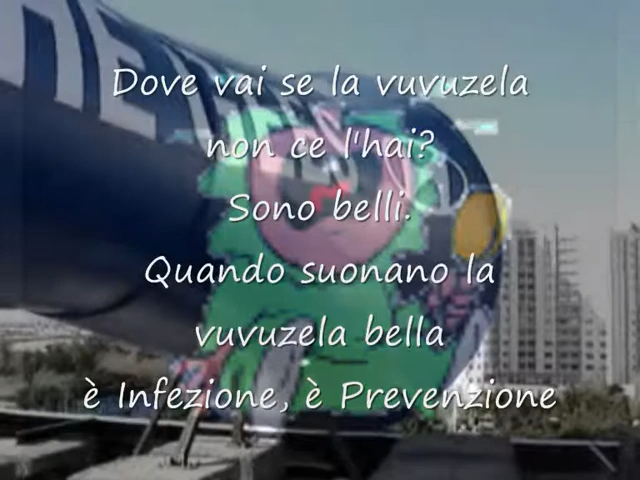 Dove vai se la vuvuzela
non ce l'hai?
Sono belli.
Quando suonano la
vuvuzela bella
è Infezione, è Prevenzione